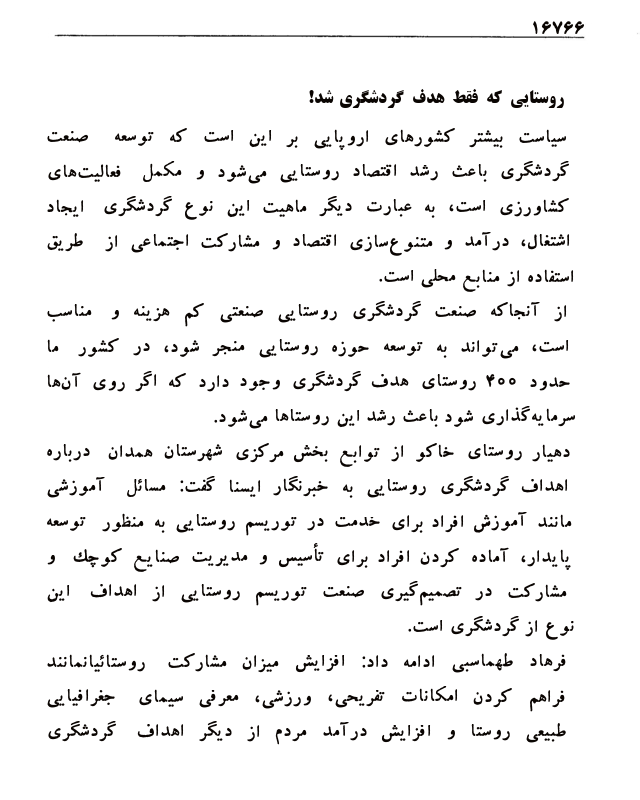 ۱۶۷۶۶
روستایی که فقط هدف گردشگری شد!
سیاست بیشتر کشورهای اروپایی بر این است که توسعه صنعت
گردشگری باعث رشد اقتصاد روستایی می‌شود و مکمل فعالیت‌های
کشاورزی است، به عبارت دیگر ماهیت این نوع گردشگری ایجاد
اشتغال، درآمد و متنوع‌سازی اقتصاد و مشارکت اجتماعی از طریق
استفاده از منابع محلی است.
از آنجاکه صنعت گردشگری روستایی صنعتی کم هزینه و مناسب
است، می‌تواند به توسعه حوزه روستایی منجر شود، در کشور ما
حدود ۴۰۰ روستای هدف گردشگری وجود دارد که اگر روی آن‌ها
سرمایه‌گذاری شود باعث رشد این روستاها می‌شود.
دهیار روستای خاکو از توابع بخش مرکزی شهرستان همدان درباره
اهداف گردشگری روستایی به خبرنگار ایسنا گفت: مسائل آموزشی
مانند آموزش افراد برای خدمت در توریسم روستایی به منظور توسعه
پایدار، آماده کردن افراد برای تأسیس و مدیریت صنایع کوچك و
مشارکت در تصمیم‌گیری صنعت توریسم روستایی از اهداف این
نوع از گردشگری است.
فرهاد طهماسبی ادامه داد: افزایش میزان مشارکت روستائیانمانند
فراهم کردن امکانات تفریحی، ورزشی، معرفی سیمای جغرافیایی
طبیعی روستا و افزایش درآمد مردم از دیگر اهداف گردشگری